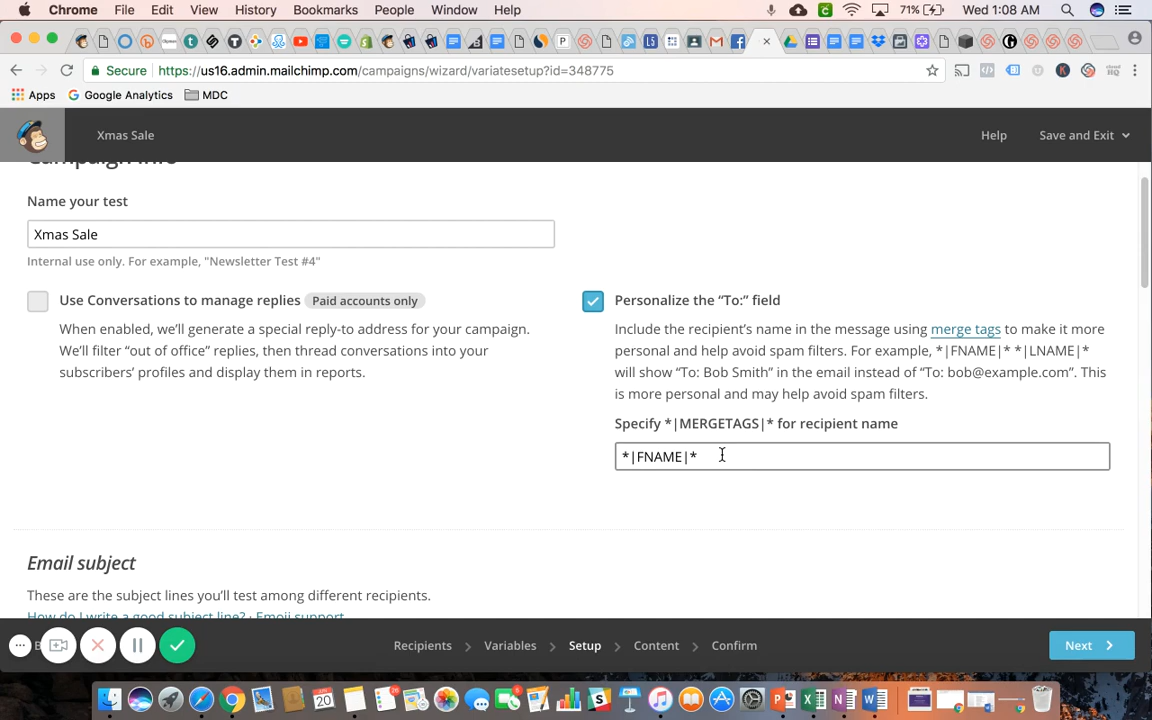 Chrome File Edit View History Bookmarks People Window Help 71% Wed 1:08 AM
Secure https://us16.admin.mailchimp.com/campaigns/wizard/variatesetup?id=348775
Apps Google Analytics MDC
Xmas Sale Help Save and Exit
Name your test
Xmas Sale
Internal use only. For example, "Newsletter Test #4"
Use Conversations to manage replies Paid accounts only
When enabled, we'll generate a special reply-to address for your campaign.
We'll filter "out of office" replies, then thread conversations into your
subscribers' profiles and display them in reports.
Personalize the “To:” field
Include the recipient's name in the message using merge tags to make it more
personal and help avoid spam filters. For example, *|FNAME|* *|LNAME|*
will show “To: Bob Smith” in the email instead of “To: bob@example.com”. This
is more personal and may help avoid spam filters.
Specify *|MERGETAGS|* for recipient name
*|FNAME|*
Email subject
These are the subject lines you'll test among different recipients.
How do I write a good subject line? · Emoji support
Recipients Variables Setup Content Confirm Next